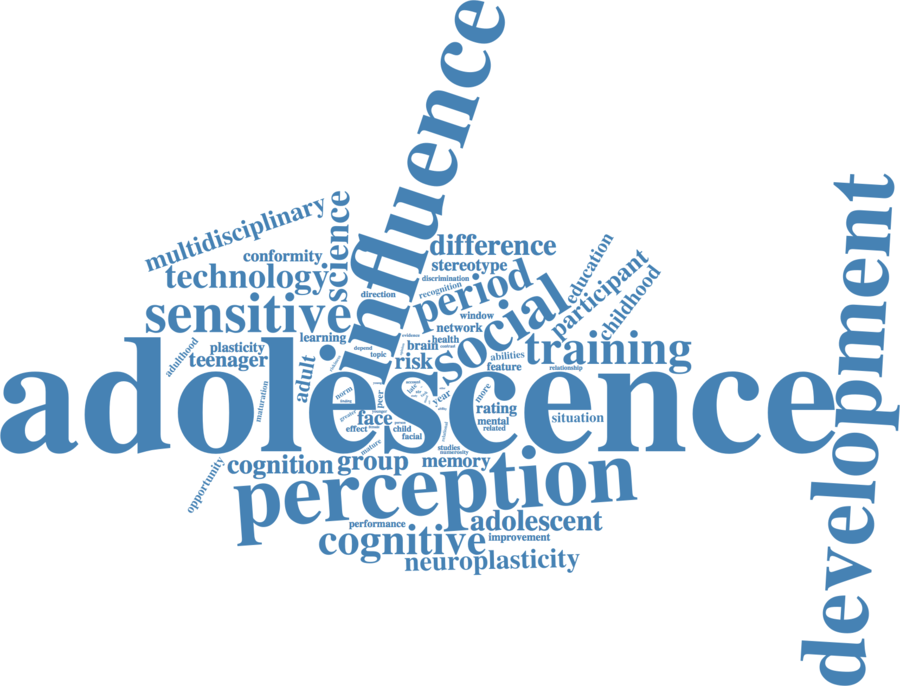 influence
multidisciplinary
science
conformity
technology
difference
stereotype
discrimination
recognition
direction
period
education
participant
childhood
sensitive
social
window
network
evidence
health
contrast
learning
plasticity
teenager
adulthood
adult
depend
topic
brain
risk
abilities
feature
training
relationship
development
adolescence
maturation
norm
peer
year
more
rating
mental
related
situation
face
effect
child
facial
mature
studies
numerosity
opportunity
cognition
group
memory
perception
performance
adolescent
cognitive
improvement
neuroplasticity